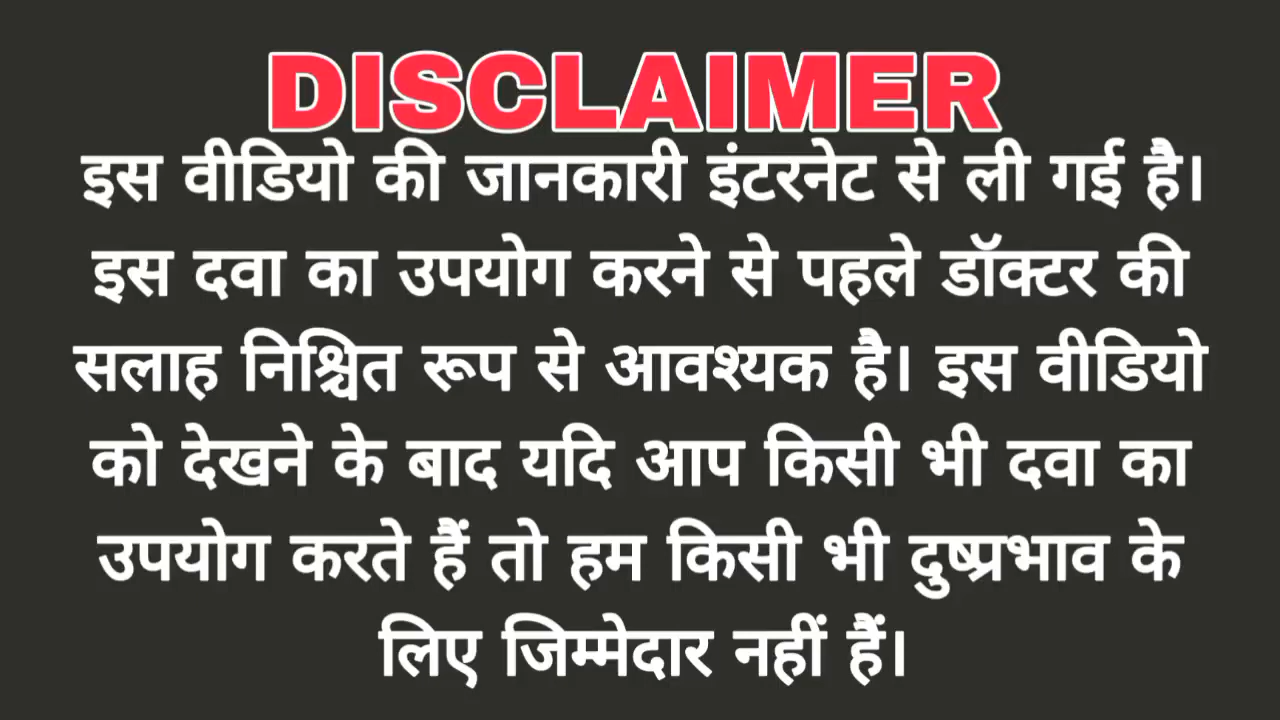 DISCLAIMER
इस वीडियो की जानकारी इंटरनेट से ली गई है।
इस दवा का उपयोग करने से पहले डॉक्टर की
सलाह निश्चित रूप से आवश्यक है। इस वीडियो
को देखने के बाद यदि आप किसी भी दवा का
उपयोग करते हैं तो हम किसी भी दुष्प्रभाव के
लिए जिम्मेदार नहीं हैं।